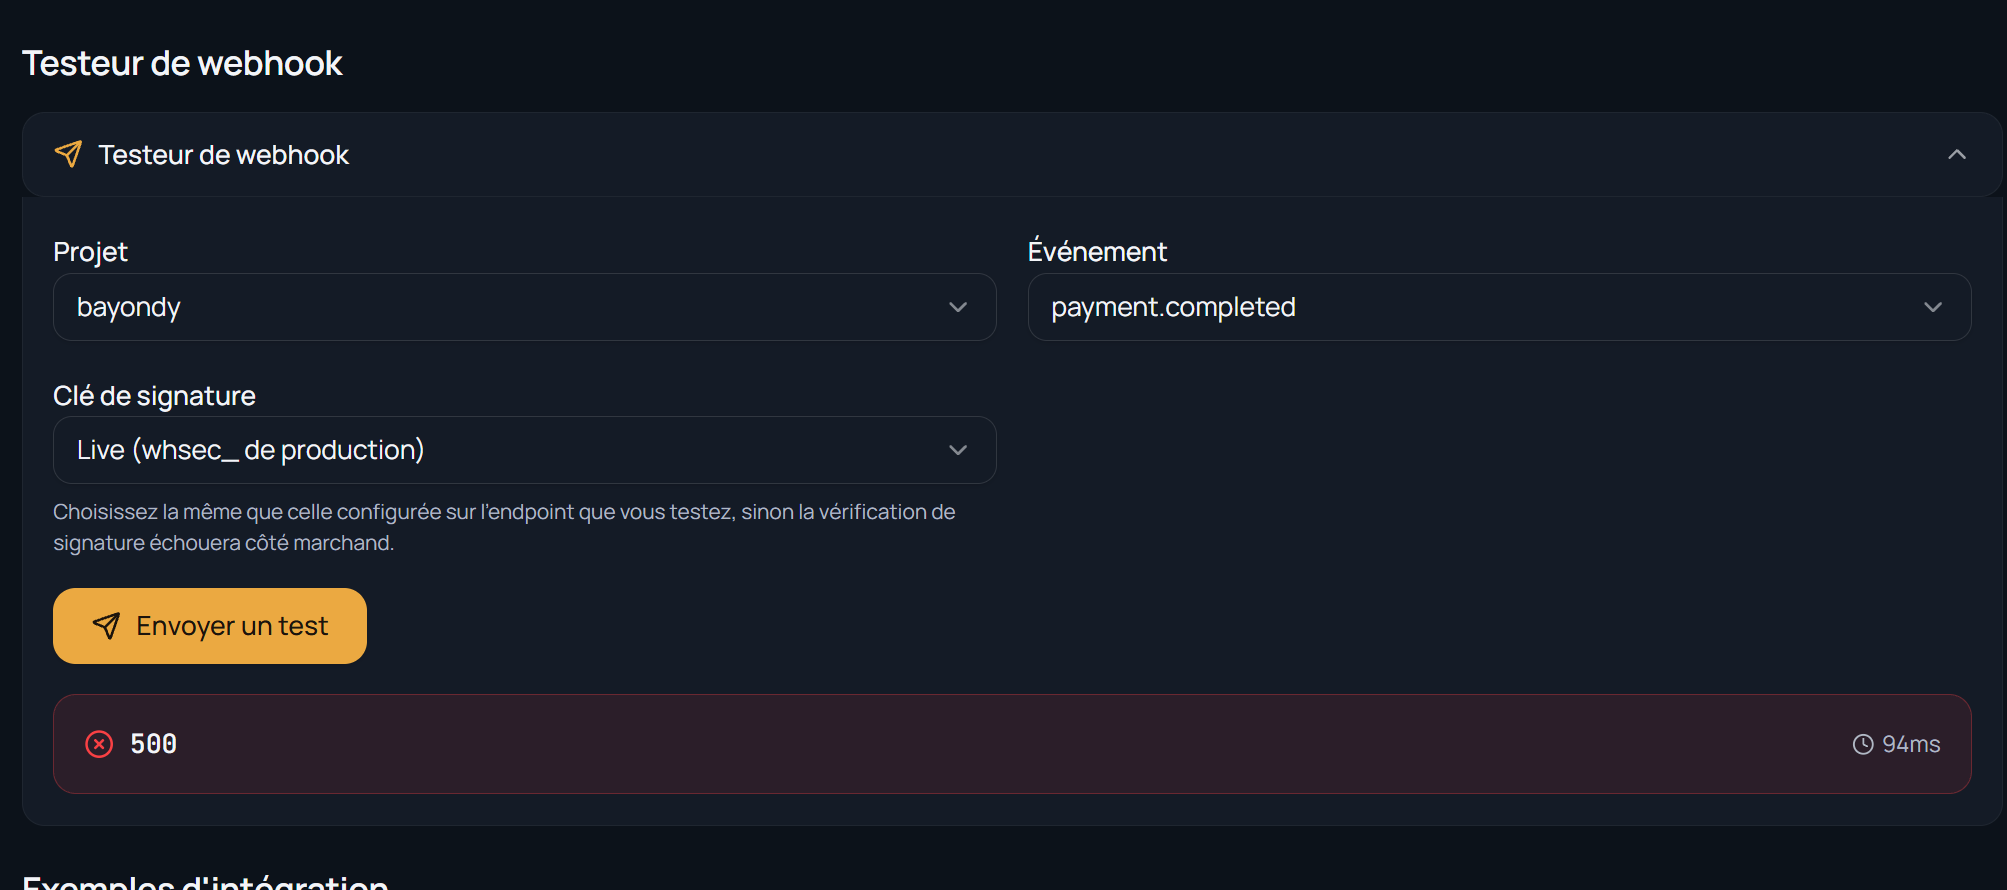 Testeur de webhook
Testeur de webhook
Projet
bayondy
Événement
payment.completed
Clé de signature
Live (whsec_ de production)
Choisissez la même que celle configurée sur l'endpoint que vous testez, sinon la vérification de
signature échouera côté marchand.
Envoyer un test
500
94ms
Exemples d'intégration